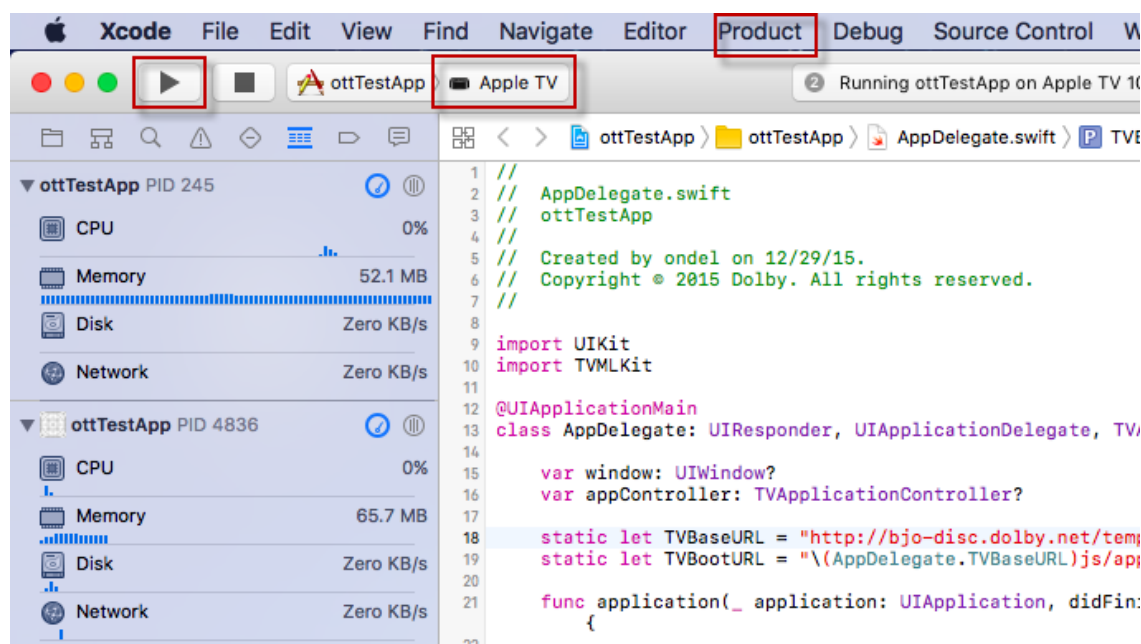 Xcode File Edit View Find Navigate Editor Product Debug Source Control
ottTestApp Apple TV 2 Running ottTestApp on Apple TV
ottTestApp ottTestApp AppDelegate.swift P
ottTestApp PID 245
CPU 0%
Memory 52.1 MB
Disk Zero KB/s
Network Zero KB/s
ottTestApp PID 4836
CPU 0%
Memory 65.7 MB
Disk Zero KB/s
Network Zero KB/s
1 //
2 // AppDelegate.swift
3 // ottTestApp
4 //
5 // Created by ondel on 12/29/15.
6 // Copyright © 2015 Dolby. All rights reserved.
7 //
8
9 import UIKit
10 import TVMLKit
11
12 @UIApplicationMain
13 class AppDelegate: UIResponder, UIApplicationDelegate,
14
15 var window: UIWindow?
16 var appController: TVApplicationController?
17
18 static let TVBaseURL = "http://bjo-disc.dolby.net/temp
19 static let TVBootURL = "\(AppDelegate.TVBaseURL)js/app
20
21 func application(_ application: UIApplication, didFini
{